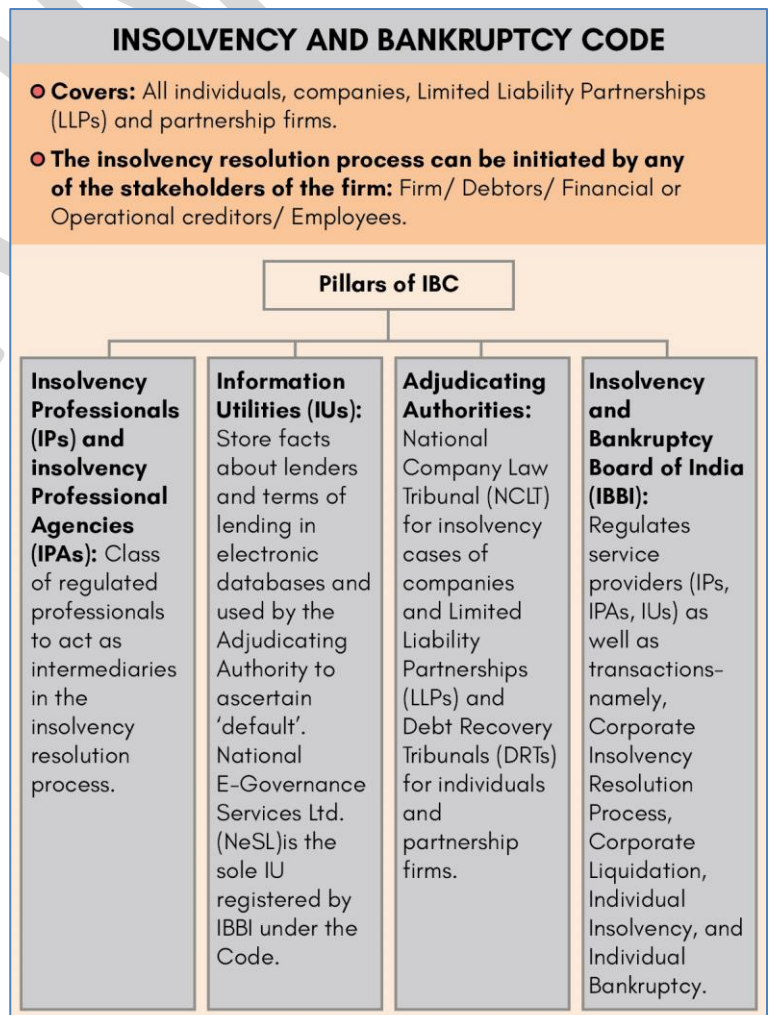 INSOLVENCY AND BANKRUPTCY CODE
Covers: All individuals, companies, Limited Liability Partnerships
(LLPs) and partnership firms.
The insolvency resolution process can be initiated by any
of the stakeholders of the firm: Firm/ Debtors/ Financial or
Operational creditors/ Employees.
Pillars of IBC
Insolvency
Professionals
(IPs) and
insolvency
Professional
Agencies
(IPAs): Class
of regulated
professionals
to act as
intermediaries
in the
insolvency
resolution
process.
Information
Utilities (IUs):
Store facts
about lenders
and terms of
lending in
electronic
databases and
used by the
Adjudicating
Authority to
ascertain
‘default’.
National
E-Governance
Services Ltd.
(NeSL)is the
sole IU
registered by
IBBI under the
Code.
Adjudicating
Authorities:
National
Company Law
Tribunal (NCLT)
for insolvency
cases of
companies
and Limited
Liability
Partnerships
(LLPs) and
Debt Recovery
Tribunals (DRTs)
for individuals
and
partnership
firms.
Insolvency
and
Bankruptcy
Board of India
(IBBI):
Regulates
service
providers (IPs,
IPAs, IUs) as
well as
transactions-
namely,
Corporate
Insolvency
Resolution
Process,
Corporate
Liquidation,
Individual
Insolvency, and
Individual
Bankruptcy.